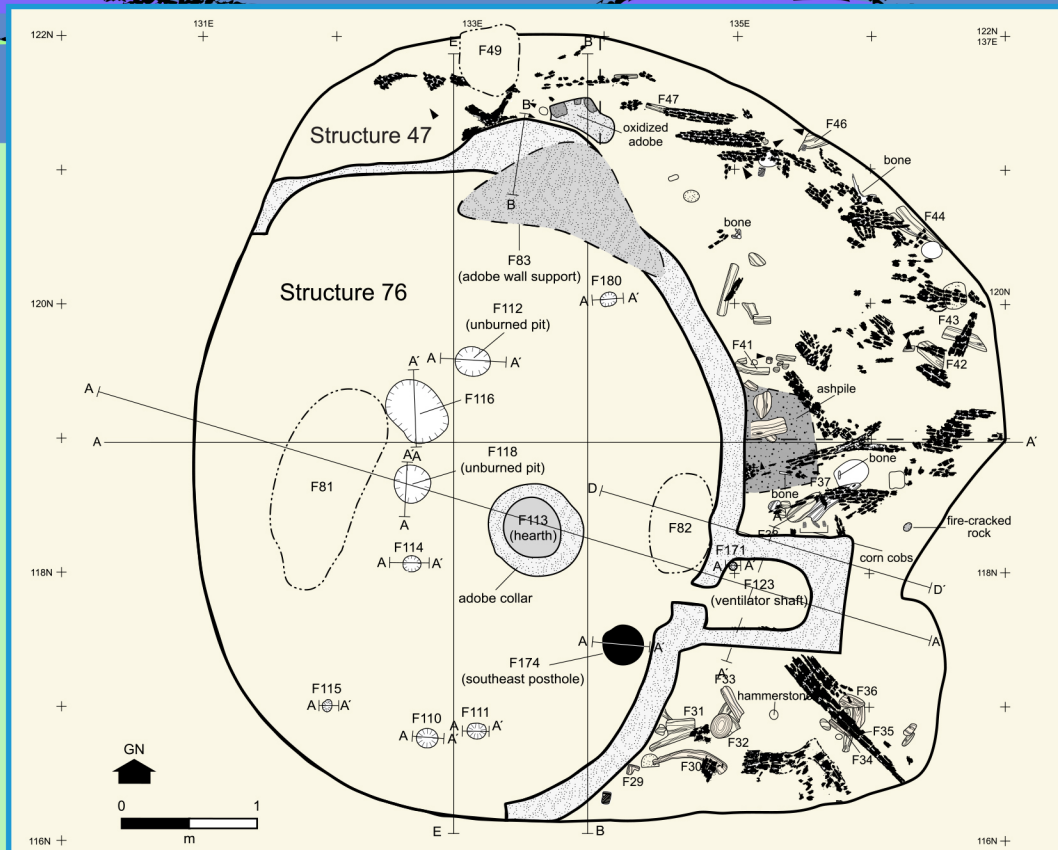 131E
133E
135E
122N
122N
137E
E
B
F49
F47
B′
oxidized
adobe
F46
Structure 47
bone
B
bone
F44
F83
(adobe wall support)
F180
A
A′
Structure 76
120N
120N
F112
(unburned pit)
F43
A
A′
A′
F41
F42
F116
ashpile
A
A
A
A′
A′
F118
(unburned pit)
bone
F81
D
F37
bone
A
A
F82
F113
(hearth)
F38
fire-cracked
rock
F114
A
A′
F171
A
A′
corn cobs
118N
118N
F123
(ventilator shaft)
D′
adobe collar
A
A′
A′
F174
(southeast posthole)
A′
F33
hammerstone
F115
A
A′
F36
F110
F111
A
A′
A
A′
F31
F32
F35
F34
GN
F30
F29
0
1
m
E
B
116N
116N